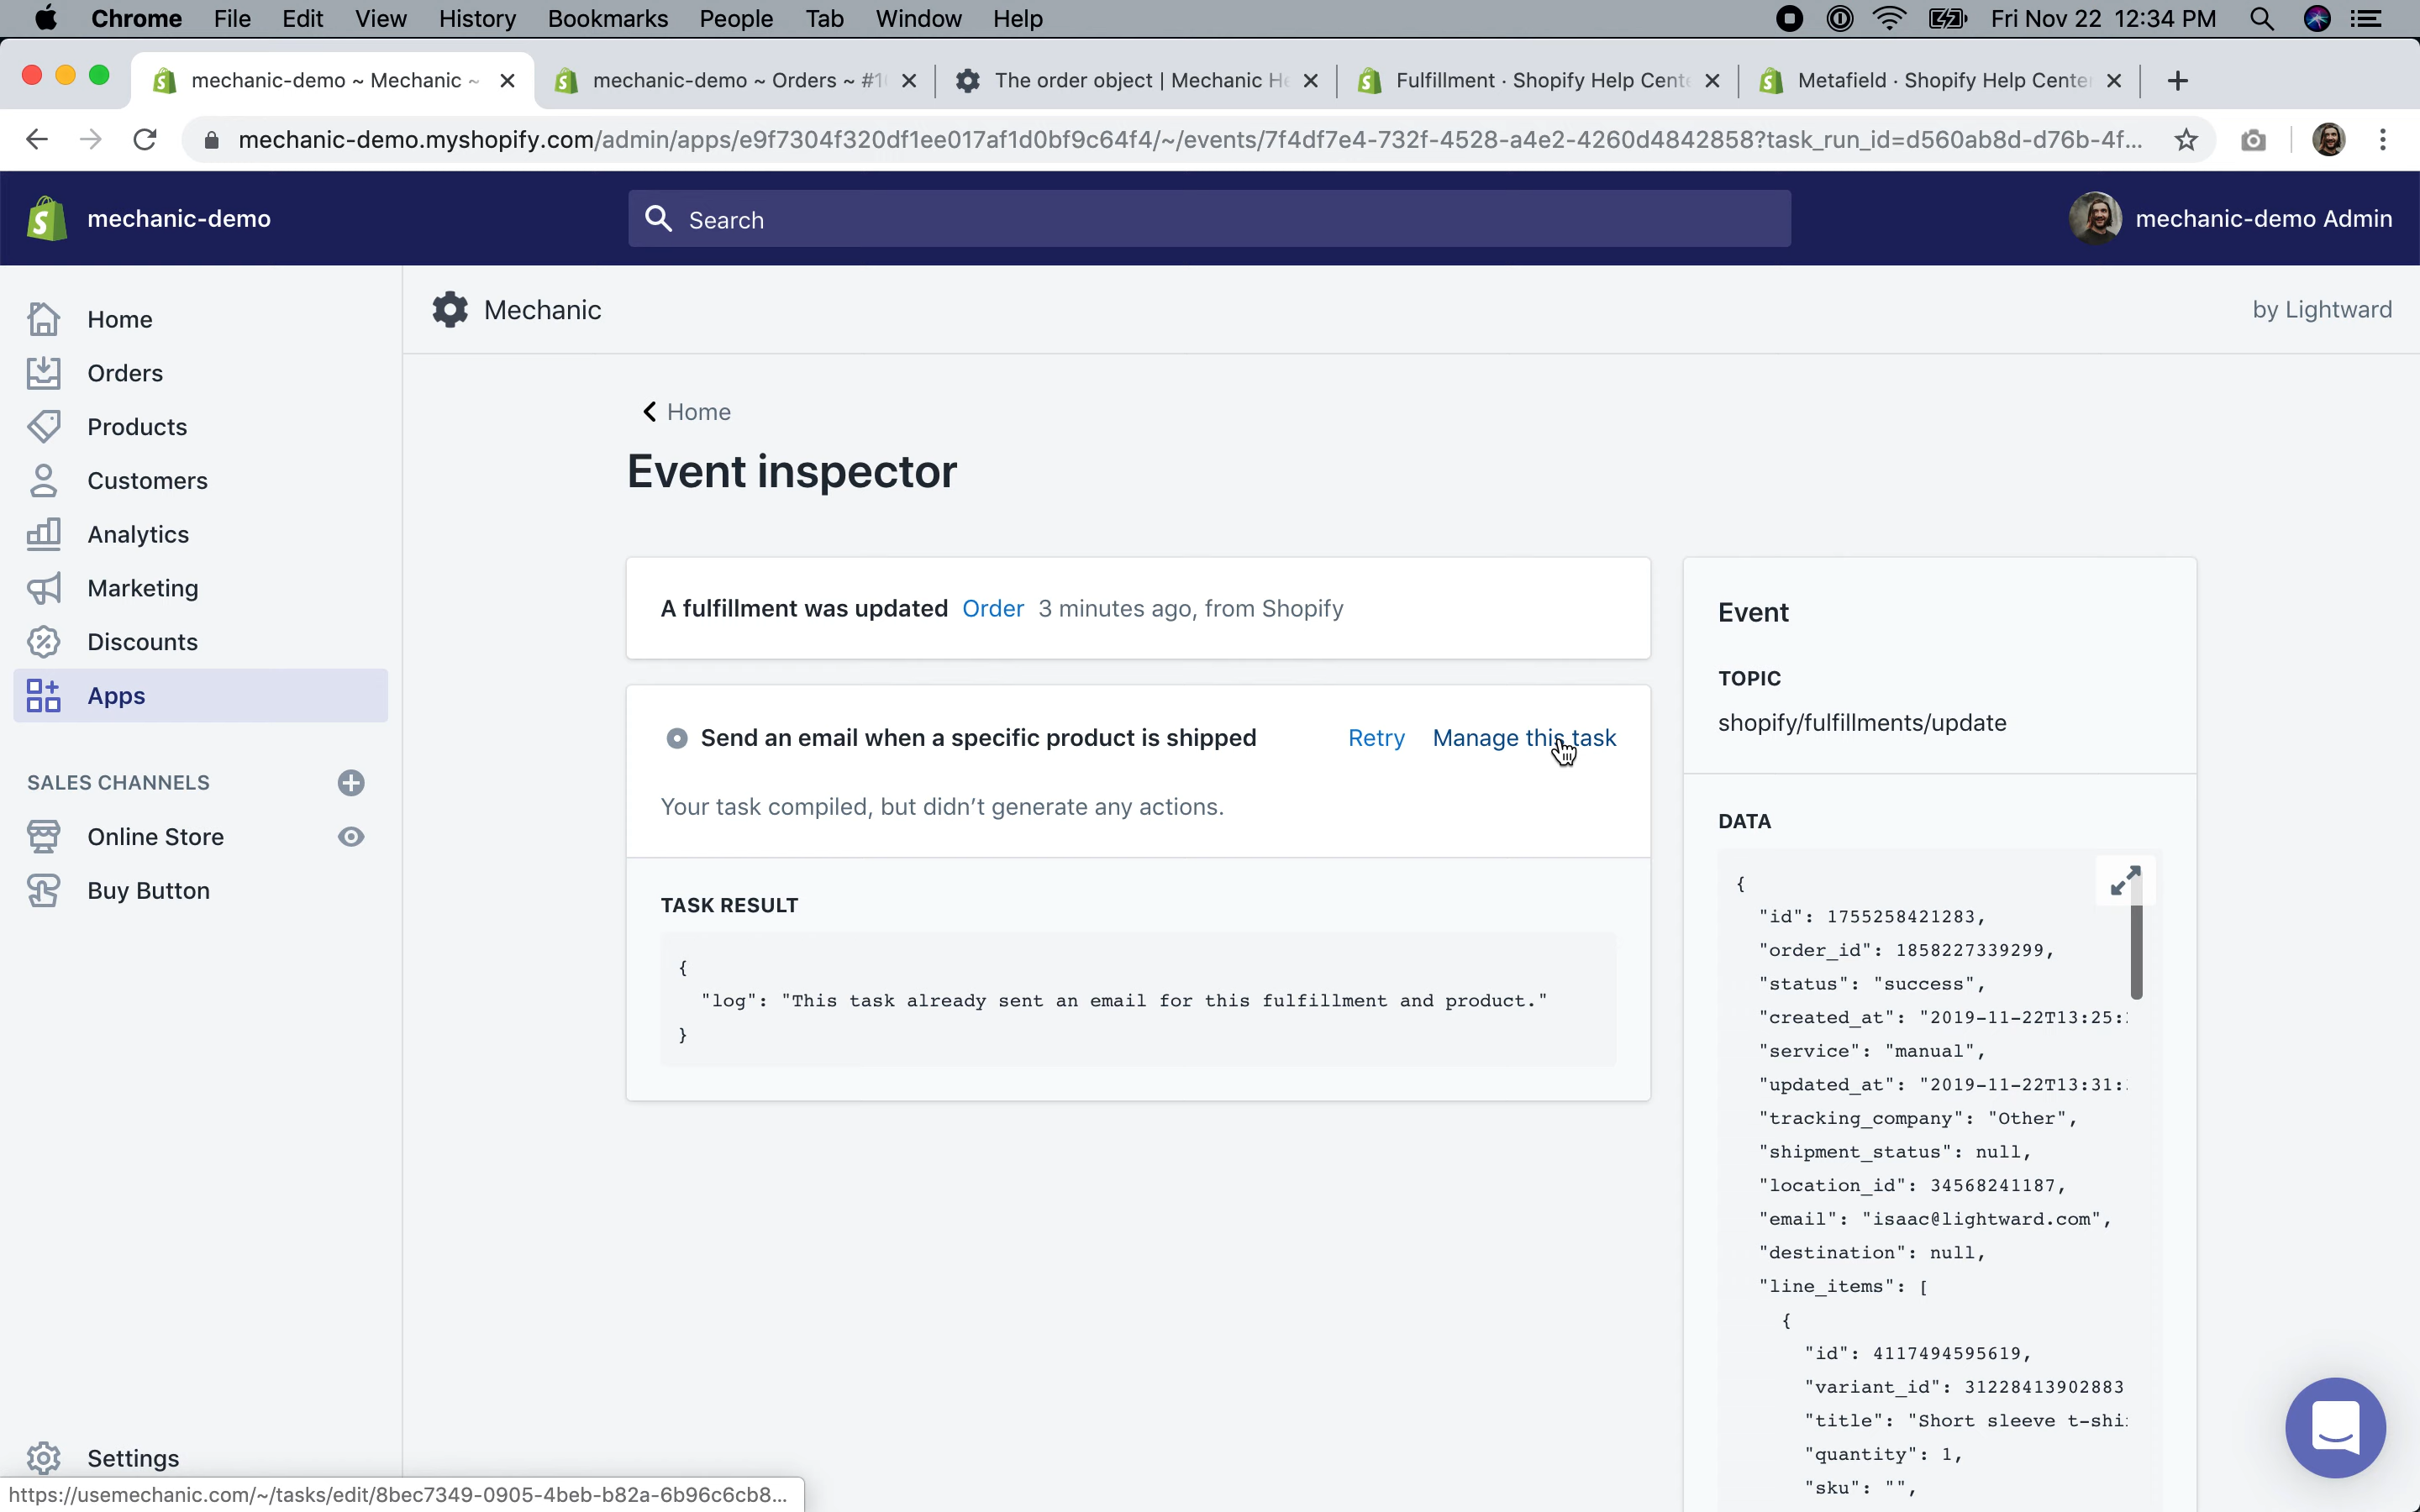 Chrome File Edit View History Bookmarks People Tab Window Help Fri Nov 22 12:34 PM
mechanic-demo ~ Mechanic ~ mechanic-demo ~ Orders ~ #1 The order object | Mechanic He Fulfillment · Shopify Help Cent Metafield · Shopify Help Center
mechanic-demo.myshopify.com/admin/apps/e9f7304f320df1ee017af1d0bf9c64f4/~/events/7f4df7e4-732f-4528-a4e2-4260d4842858?task_run_id=d560ab8d-d76b-4f...
mechanic-demo
Search
mechanic-demo Admin
Home
Orders
Products
Customers
Analytics
Marketing
Discounts
Apps
SALES CHANNELS
Online Store
Buy Button
Settings
Mechanic
by Lightward
Home
Event inspector
A fulfillment was updated Order 3 minutes ago, from Shopify
Send an email when a specific product is shipped Retry Manage this task
Your task compiled, but didn't generate any actions.
TASK RESULT
{
"log": "This task already sent an email for this fulfillment and product."
}
Event
TOPIC
shopify/fulfillments/update
DATA
{
"id": 1755258421283,
"order_id": 1858227339299,
"status": "success",
"created_at": "2019-11-22T13:25:
"service": "manual",
"updated_at": "2019-11-22T13:31:
"tracking_company": "Other",
"shipment_status": null,
"location_id": 34568241187,
"email": "isaac@lightward.com",
"destination": null,
"line_items": [
{
"id": 4117494595619,
"variant_id": 31228413902883
"title": "Short sleeve t-shi
"quantity": 1,
"sku": "",
https://usemechanic.com/~/tasks/edit/8bec7349-0905-4beb-b82a-6b96c6cb8...